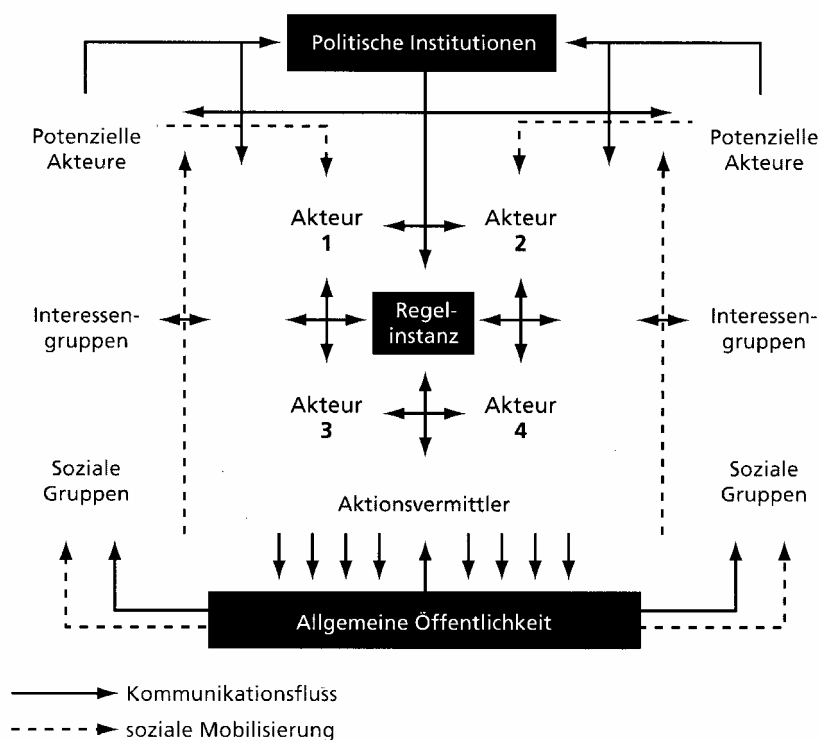 Politische Institutionen
Potenzielle
Akteure
Potenzielle
Akteure
Akteur
1
Akteur
2
Interessen-
gruppen
Regel-
instanz
Interessen-
gruppen
Akteur
3
Akteur
4
Soziale
Gruppen
Soziale
Gruppen
Aktionsvermittler
Allgemeine Öffentlichkeit
Kommunikationsfluss
soziale Mobilisierung